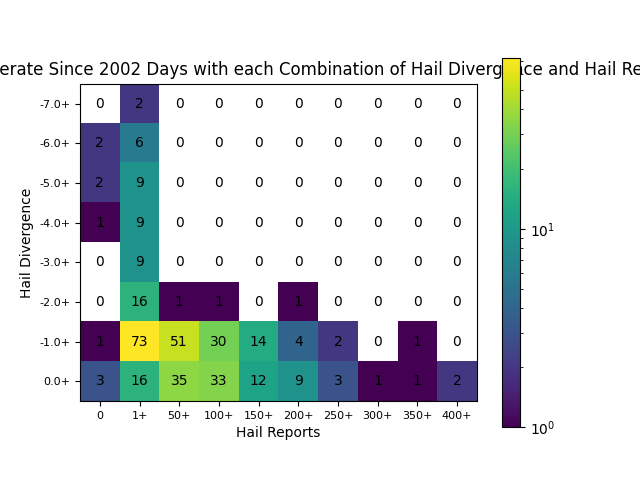 erate Since 2002 Days with each Combination of Hail Divergence and Hail Re
-7.0+ 0 2 0 0 0 0 0 0 0 0
-6.0+ 2 6 0 0 0 0 0 0 0 0
-5.0+ 2 9 0 0 0 0 0 0 0 0
-4.0+ 1 9 0 0 0 0 0 0 0 0
-3.0+ 0 9 0 0 0 0 0 0 0 0
-2.0+ 0 16 1 1 0 1 0 0 0 0
-1.0+ 1 73 51 30 14 4 2 0 1 0
0.0+ 3 16 35 33 12 9 3 1 1 2
0 1+ 50+ 100+ 150+ 200+ 250+ 300+ 350+ 400+
Hail Reports
Hail Divergence
10^1
10^0